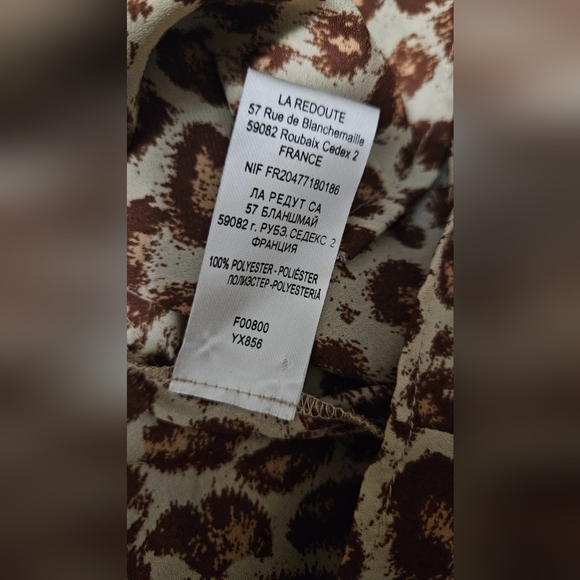 LA REDOUTE
57 Rue de Blanchemaille
59082 Roubaix Cedex 2
FRANCE
NIF FR20477180186
ЛА РЕДУТ СА
57 БЛАНШМАЙ
59082 г. РУБЭ, СЕДЕКС 2
ФРАНЦИЯ
100% POLYESTER - POLIÉSTER
ПОЛИЭСТЕР -POLYESTERIÁ
F00800
YX856